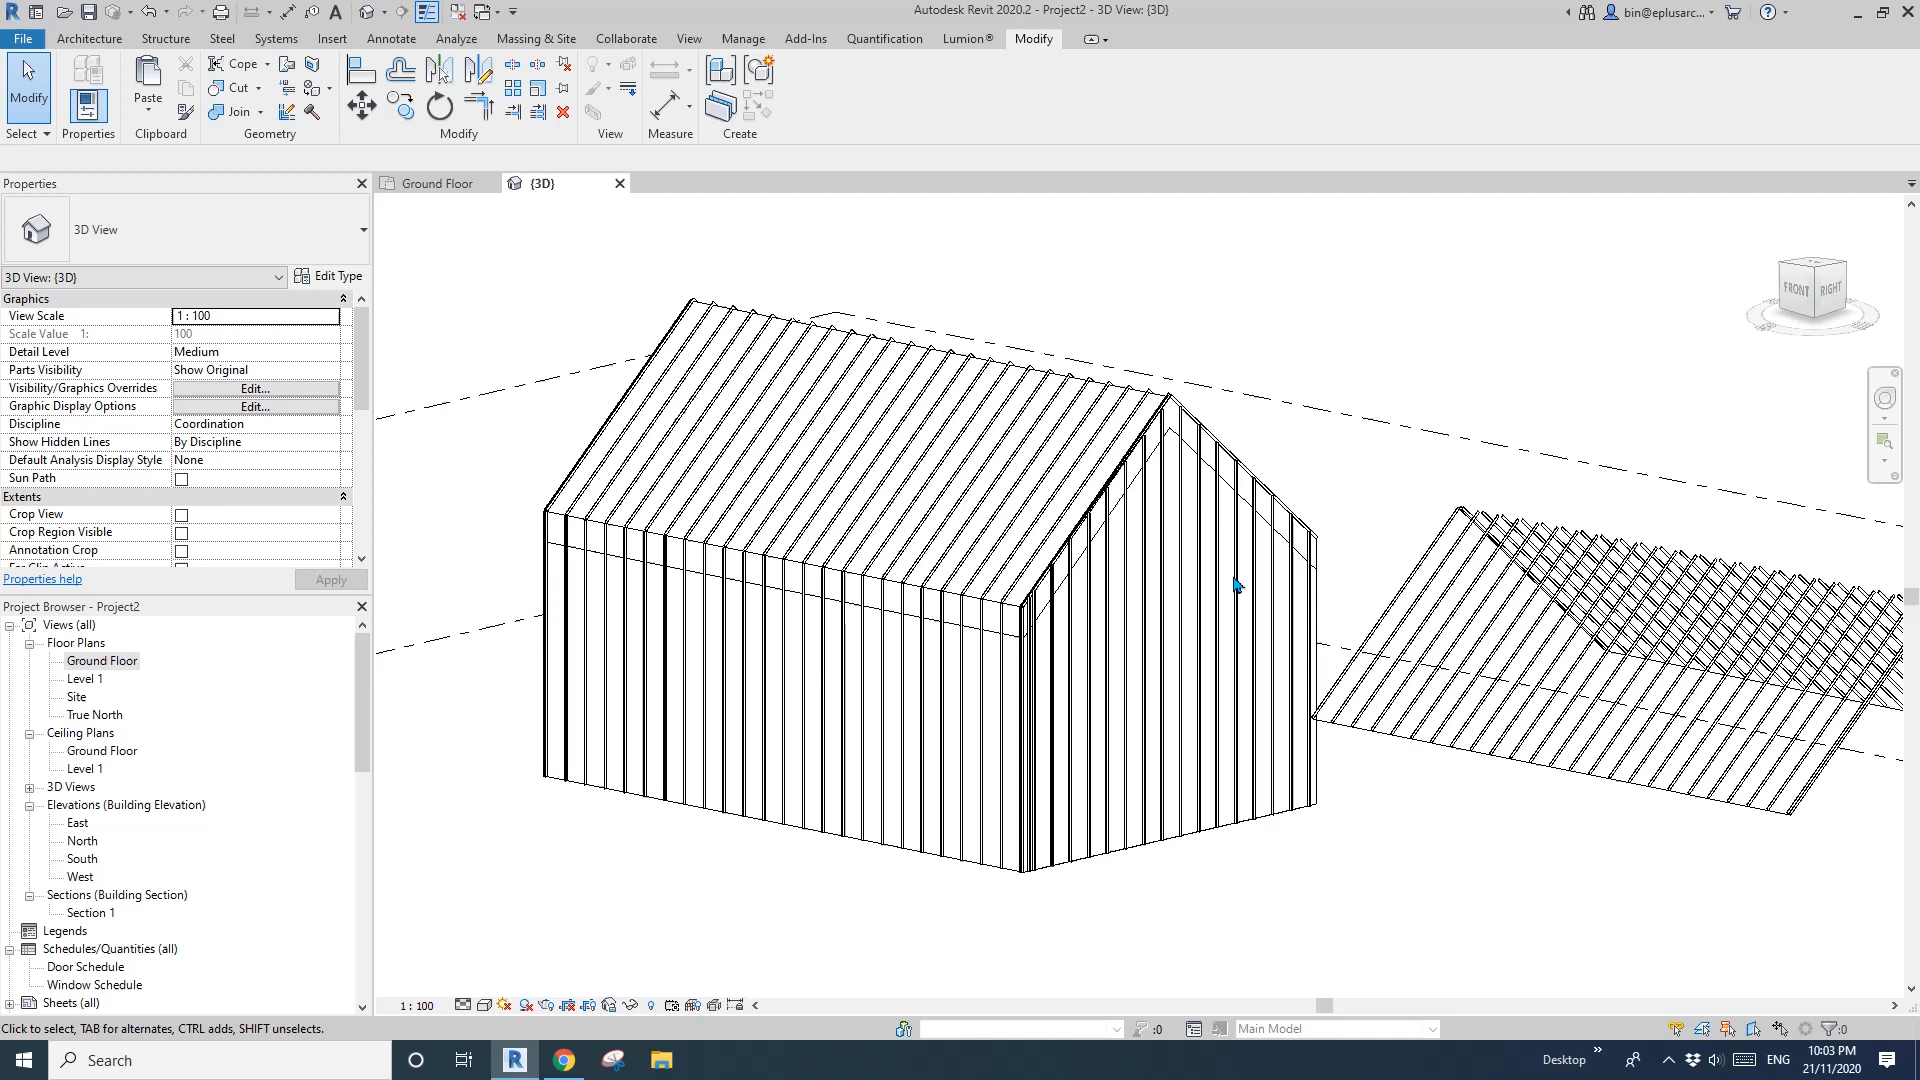 Autodesk Revit 2020.2 - Project2 - 3D View: {3D}
bin@eplusarc...
File
Architecture
Structure
Steel
Systems
Insert
Annotate
Analyze
Massing & Site
Collaborate
View
Manage
Add-Ins
Quantification
Lumion®
Modify
Modify
Paste
Cope
Cut
Join
Select
Properties
Clipboard
Geometry
Modify
View
Measure
Create
Properties
Ground Floor
{3D}
3D View
3D View: {3D}
Edit Type
Graphics
View Scale
1 : 100
Scale Value 1:
100
Detail Level
Medium
Parts Visibility
Show Original
Visibility/Graphics Overrides
Edit...
Graphic Display Options
Edit...
Discipline
Coordination
Show Hidden Lines
By Discipline
Default Analysis Display Style
None
Sun Path
Extents
Crop View
Crop Region Visible
Annotation Crop
Properties help
Apply
FRONT
RIGHT
Project Browser - Project2
Views (all)
Floor Plans
Ground Floor
Level 1
Site
True North
Ceiling Plans
Ground Floor
Level 1
3D Views
Elevations (Building Elevation)
East
North
South
West
Sections (Building Section)
Section 1
Legends
Schedules/Quantities (all)
Door Schedule
Window Schedule
Sheets (all)
1 : 100
Click to select, TAB for alternates, CTRL adds, SHIFT unselects.
:0
Main Model
:0
Search
Desktop
ENG
10:03 PM
21/11/2020